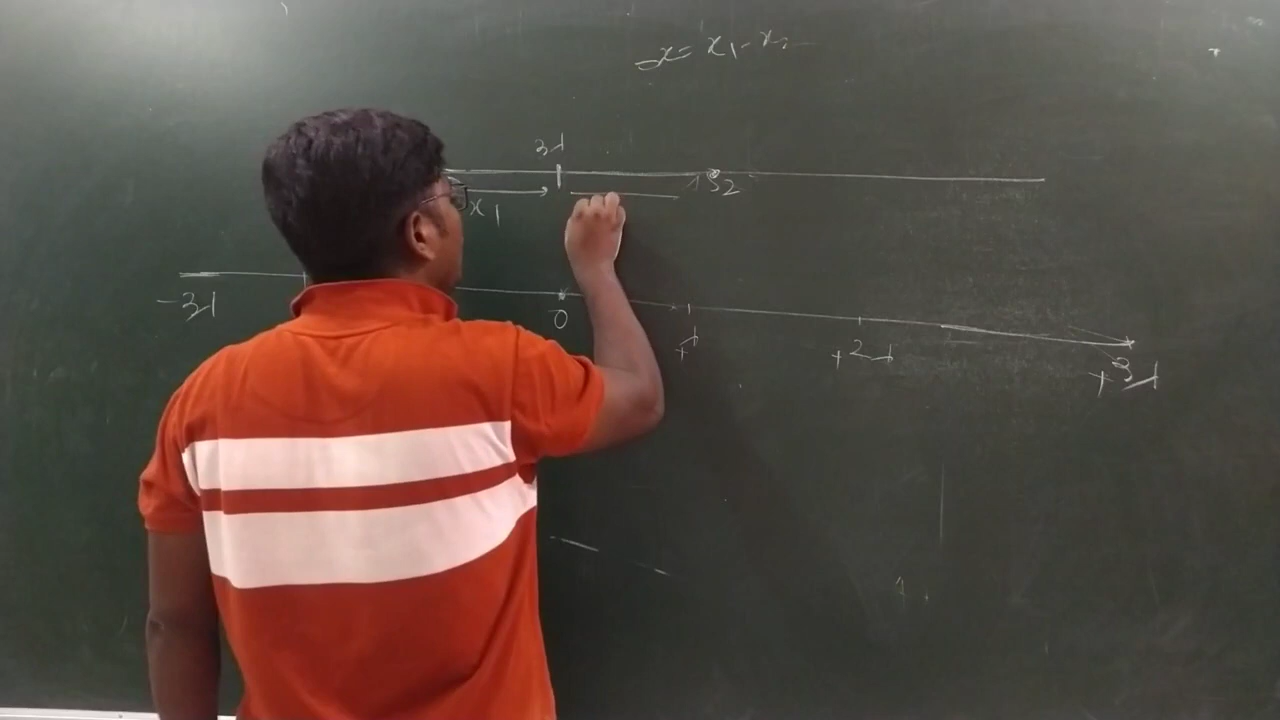 x = x₁ - x₂
3λ
S₂
x₁
-3λ
0
+λ
+2λ
+3λ